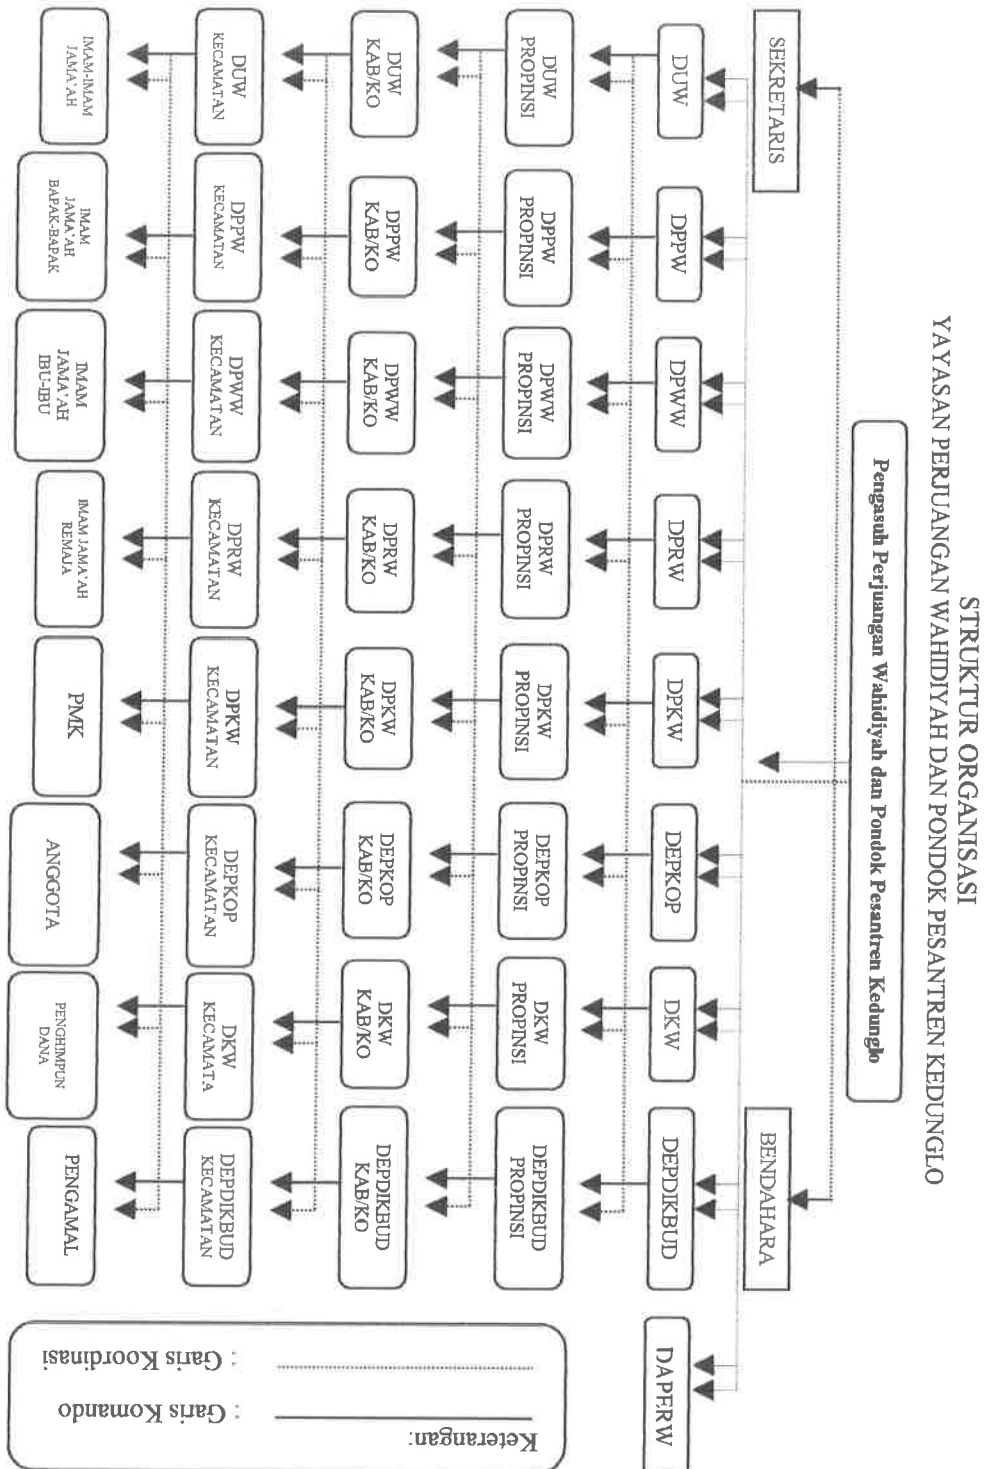 STRUKTUR ORGANISASI
YAYASAN PERJUANGAN WAHIDIYAH DAN PONDOK PESANTREN KEDUNGLO
Pengasuh Perjuangan Wahidiyah dan Pondok Pesantren Kedunglo
SEKRETARIS
BENDAHARA
DUW
DPPW
DPWW
DPRW
DPKW
DEPKOP
DKW
DEPDIKBUD
DAPERW
DUW
PROPINSI
DPPW
PROPINSI
DPWW
PROPINSI
DPRW
PROPINSI
DPKW
PROPINSI
DEPKOP
PROPINSI
DKW
PROPINSI
DEPDIKBUD
PROPINSI
DUW
KAB/KO
DPPW
KAB/KO
DPWW
KAB/KO
DPRW
KAB/KO
DPKW
KAB/KO
DEPKOP
KAB/KO
DKW
KAB/KO
DEPDIKBUD
KAB/KO
DUW
KECAMATAN
DPPW
KECAMATAN
DPWW
KECAMATAN
DPRW
KECAMATAN
DPKW
KECAMATAN
DEPKOP
KECAMATAN
DKW
KECAMATA
DEPDIKBUD
KECAMATAN
IMAM-IMAM
JAMA`AH
IMAM
JAMA`AH
BAPAK-BAPAK
IMAM
JAMA`AH
IBU-IBU
IMAM JAMA`AH
REMAJA
PMK
ANGGOTA
PENGHIMPUN
DANA
PENGAMAL
Keterangan:
: Garis Komando
: Garis Koordinasi